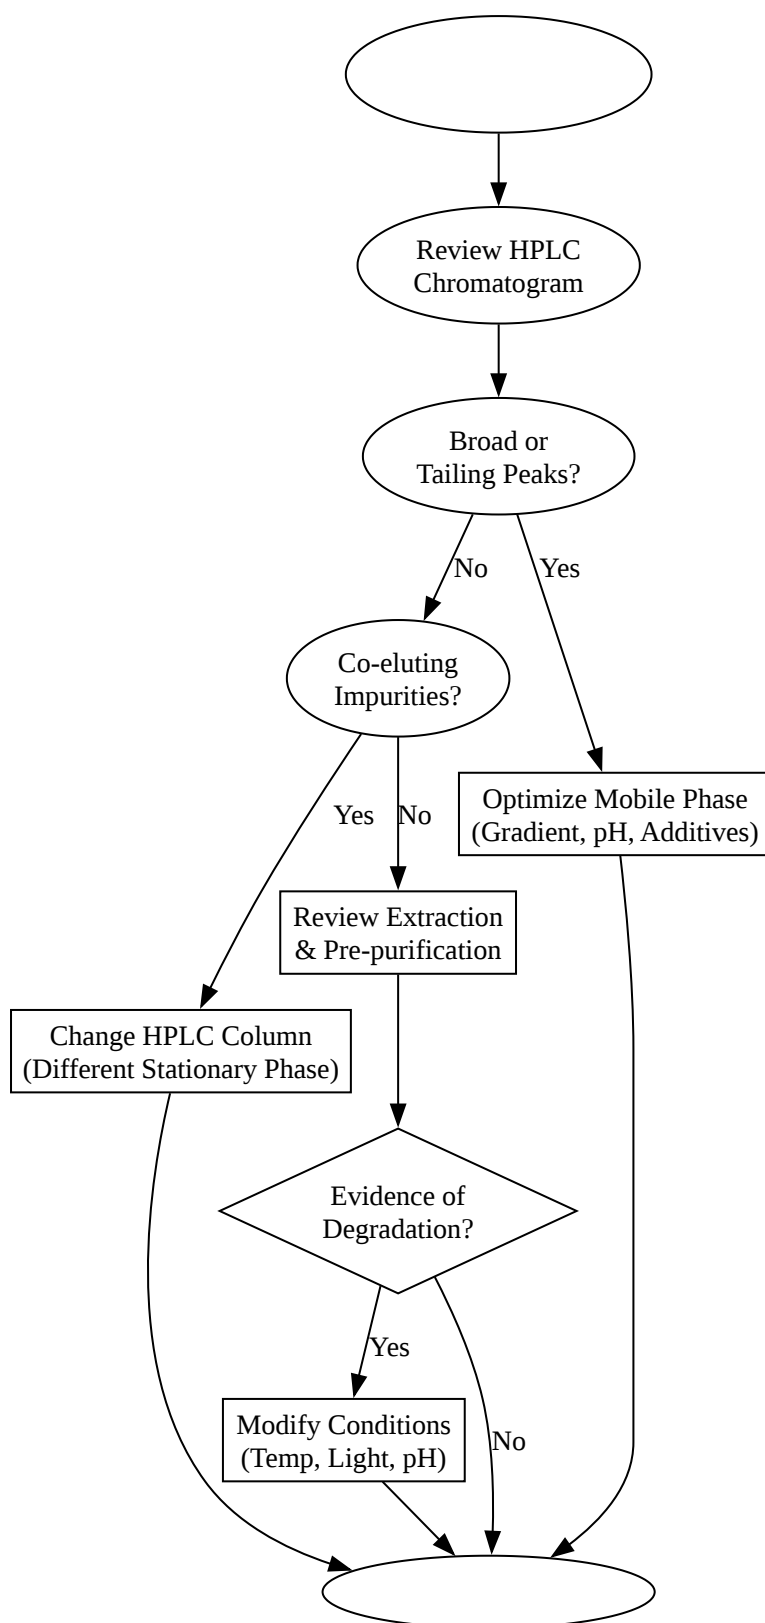 Review HPLC
Chromatogram
Broad or
Tailing Peaks?
No
Yes
Co-eluting
Impurities?
Optimize Mobile Phase
(Gradient, pH, Additives)
Yes
No
Review Extraction
& Pre-purification
Change HPLC Column
(Different Stationary Phase)
Evidence of
Degradation?
Yes
Modify Conditions
(Temp, Light, pH)
No